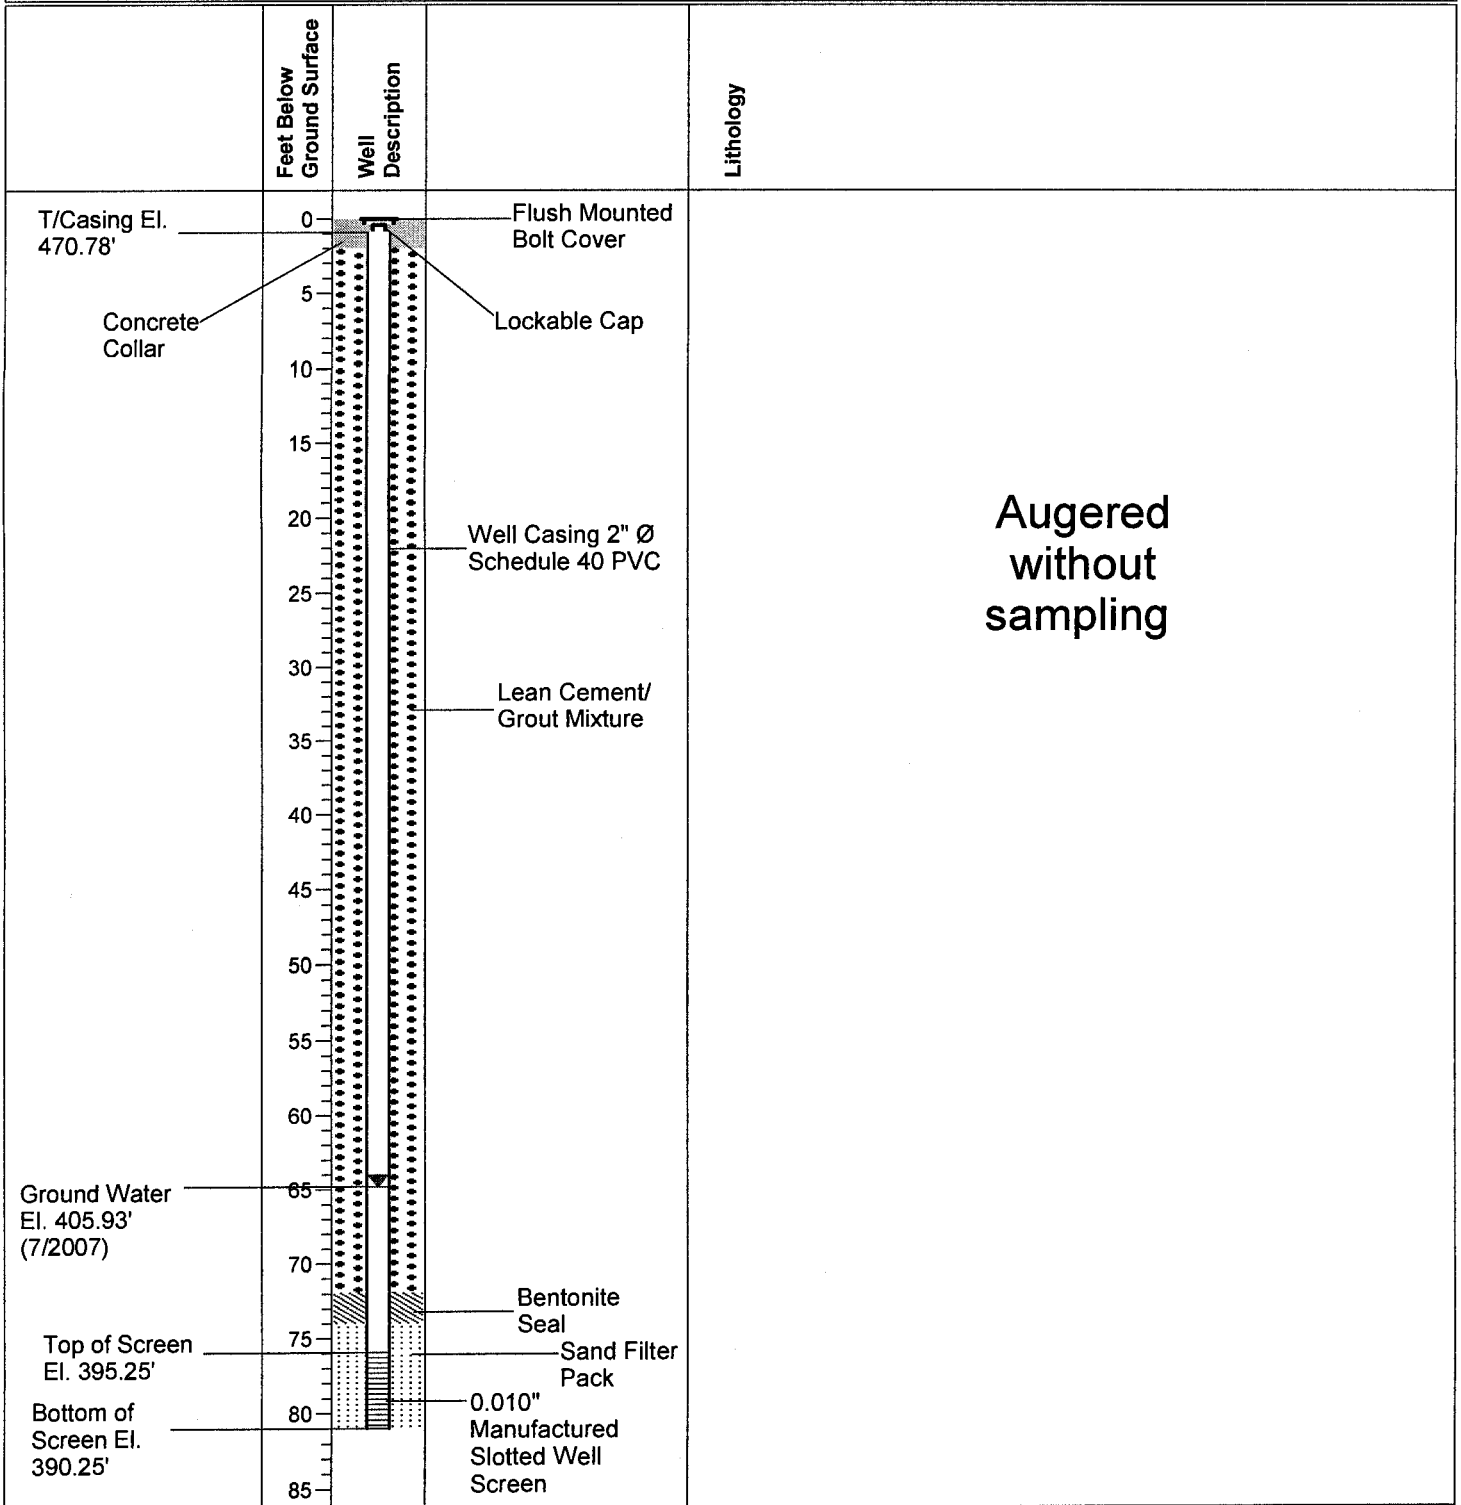 Feet Below
Ground Surface
Well
Description
Lithology
T/Casing El.
470.78'
0
Flush Mounted
Bolt Cover
5
Concrete
Collar
Lockable Cap
10
15
20
Well Casing 2" Ø
Schedule 40 PVC
Augered
without
sampling
25
30
Lean Cement/
Grout Mixture
35
40
45
50
55
60
65
Ground Water
El. 405.93'
(7/2007)
70
Bentonite
Seal
75
Top of Screen
El. 395.25'
Sand Filter
Pack
80
Bottom of
Screen El.
390.25'
0.010"
Manufactured
Slotted Well
Screen
85